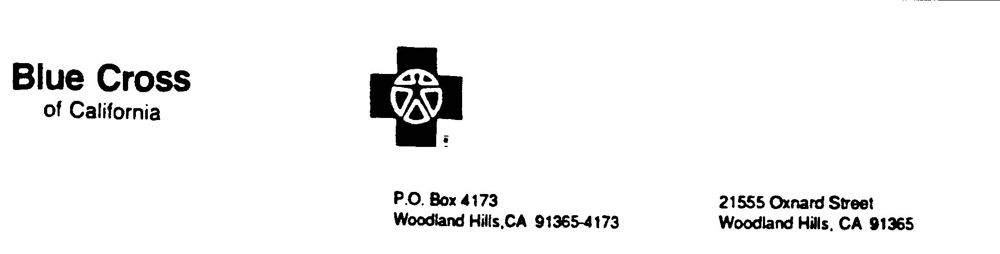 Blue Cross
of California
P.O. Box 4173
Woodland Hills, CA 91365-4173
21555 Oxnard Street
Woodland Hills, CA 91365